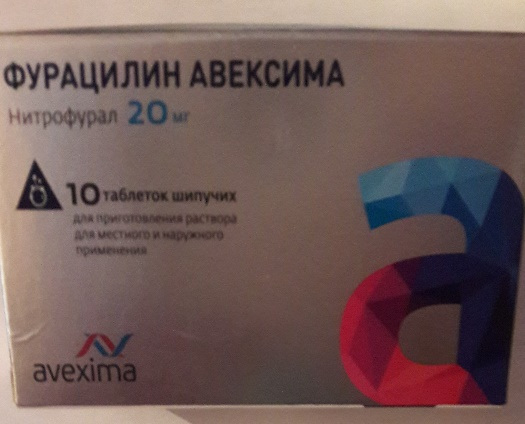 ФУРАЦИЛИН АВЕКСИМА
Нитрофурал 20 мг
10 таблеток шипучих
для приготовления раствора
для местного и наружного
применения
avexima